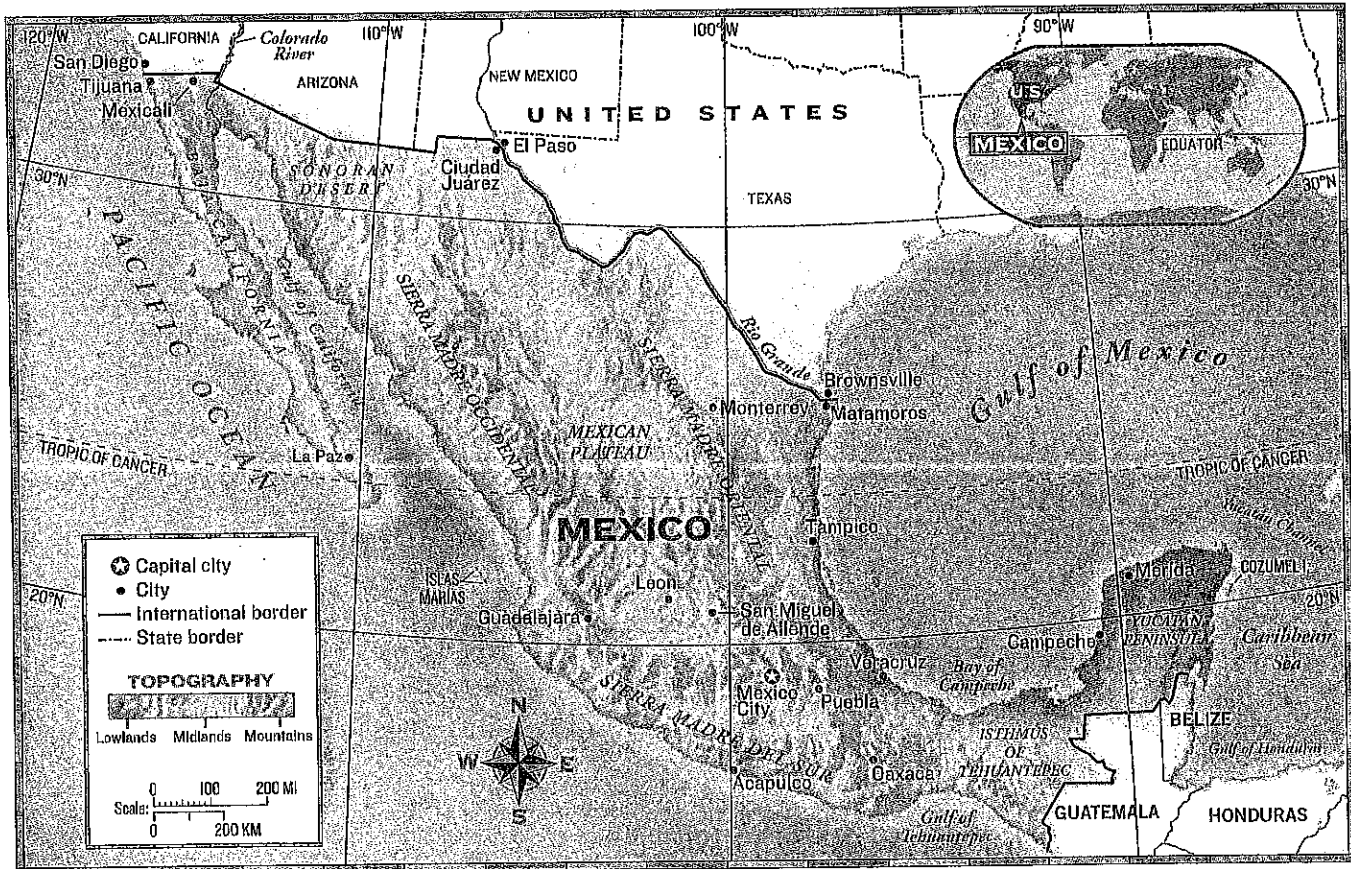 120°W
CALIFORNIA
Colorado
River
110°W
100°W
90°W
San Diego
Tijuana
Mexicali
ARIZONA
NEW MEXICO
UNITED STATES
U.S.
MEXICO
EQUATOR
El Paso
Ciudad
Juárez
SONORAN
DESERT
30°N
TEXAS
30°N
PACIFIC OCEAN
BAJA CALIFORNIA
Gulf of California
SIERRA MADRE OCCIDENTAL
SIERRA MADRE ORIENTAL
Rio Grande
Gulf of Mexico
Brownsville
Matamoros
Monterrey
MEXICAN
PLATEAU
La Paz
TROPIC OF CANCER
TROPIC OF CANCER
MEXICO
Tampico
Yucatan Channel
ISLAS
MARÍAS
Leon
Merida
COZUMEL
20°N
20°N
Guadalajara
San Miguel
de Allende
Campeche
YUCATAN
PENINSULA
Caribbean
Sea
Veracruz
Bay of
Campeche
Mexico
City
Puebla
SIERRA MADRE DEL SUR
BELIZE
Gulf of Honduras
ISTHMUS
OF
TEHUANTEPEC
Acapulco
Oaxaca
Gulf of
Tehuantepec
GUATEMALA
HONDURAS
Capital city
City
International border
State border
TOPOGRAPHY
Lowlands Midlands Mountains
Scale:
0 100 200 MI
0 200 KM
N
W E
S